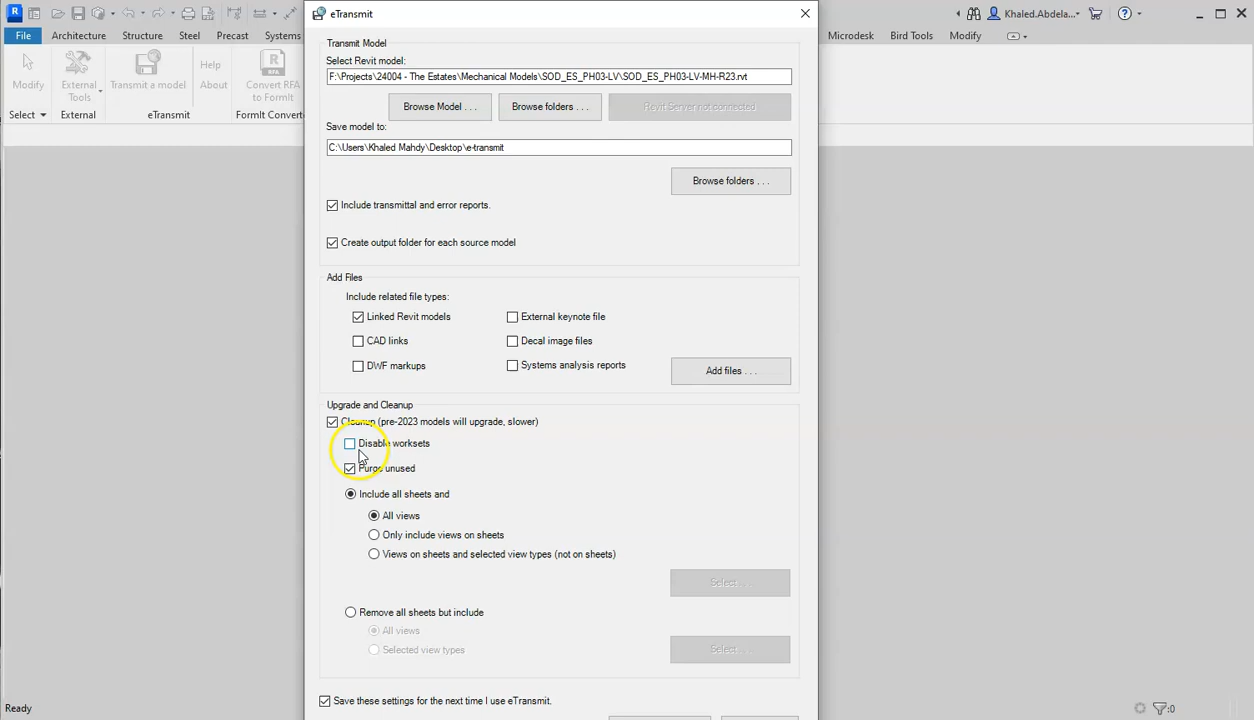 R
eTransmit
Khaled.Abdela...
File
Architecture
Structure
Steel
Precast
Systems
Microdesk
Bird Tools
Modify
Modify
External
Tools
Transmit a model
Help
About
Convert RFA
to FormIt
Select
External
eTransmit
FormIt Convert
Transmit Model
Select Revit model:
F:\Projects\24004 - The Estates\Mechanical Models\SOD_ES_PH03-LV\SOD_ES_PH03-LV-MH-R23.rvt
Browse Model . . .
Browse folders . . .
Revit Server not connected
Save model to:
C:\Users\Khaled Mahdy\Desktop\e-transmit
Browse folders . . .
Include transmittal and error reports.
Create output folder for each source model
Add Files
Include related file types:
Linked Revit models
External keynote file
CAD links
Decal image files
DWF markups
Systems analysis reports
Add files . . .
Upgrade and Cleanup
Cleanup (pre-2023 models will upgrade, slower)
Disable worksets
Purge unused
Include all sheets and
All views
Only include views on sheets
Views on sheets and selected view types (not on sheets)
Select . . .
Remove all sheets but include
All views
Selected view types
Select . . .
Save these settings for the next time I use eTransmit.
Ready
:0